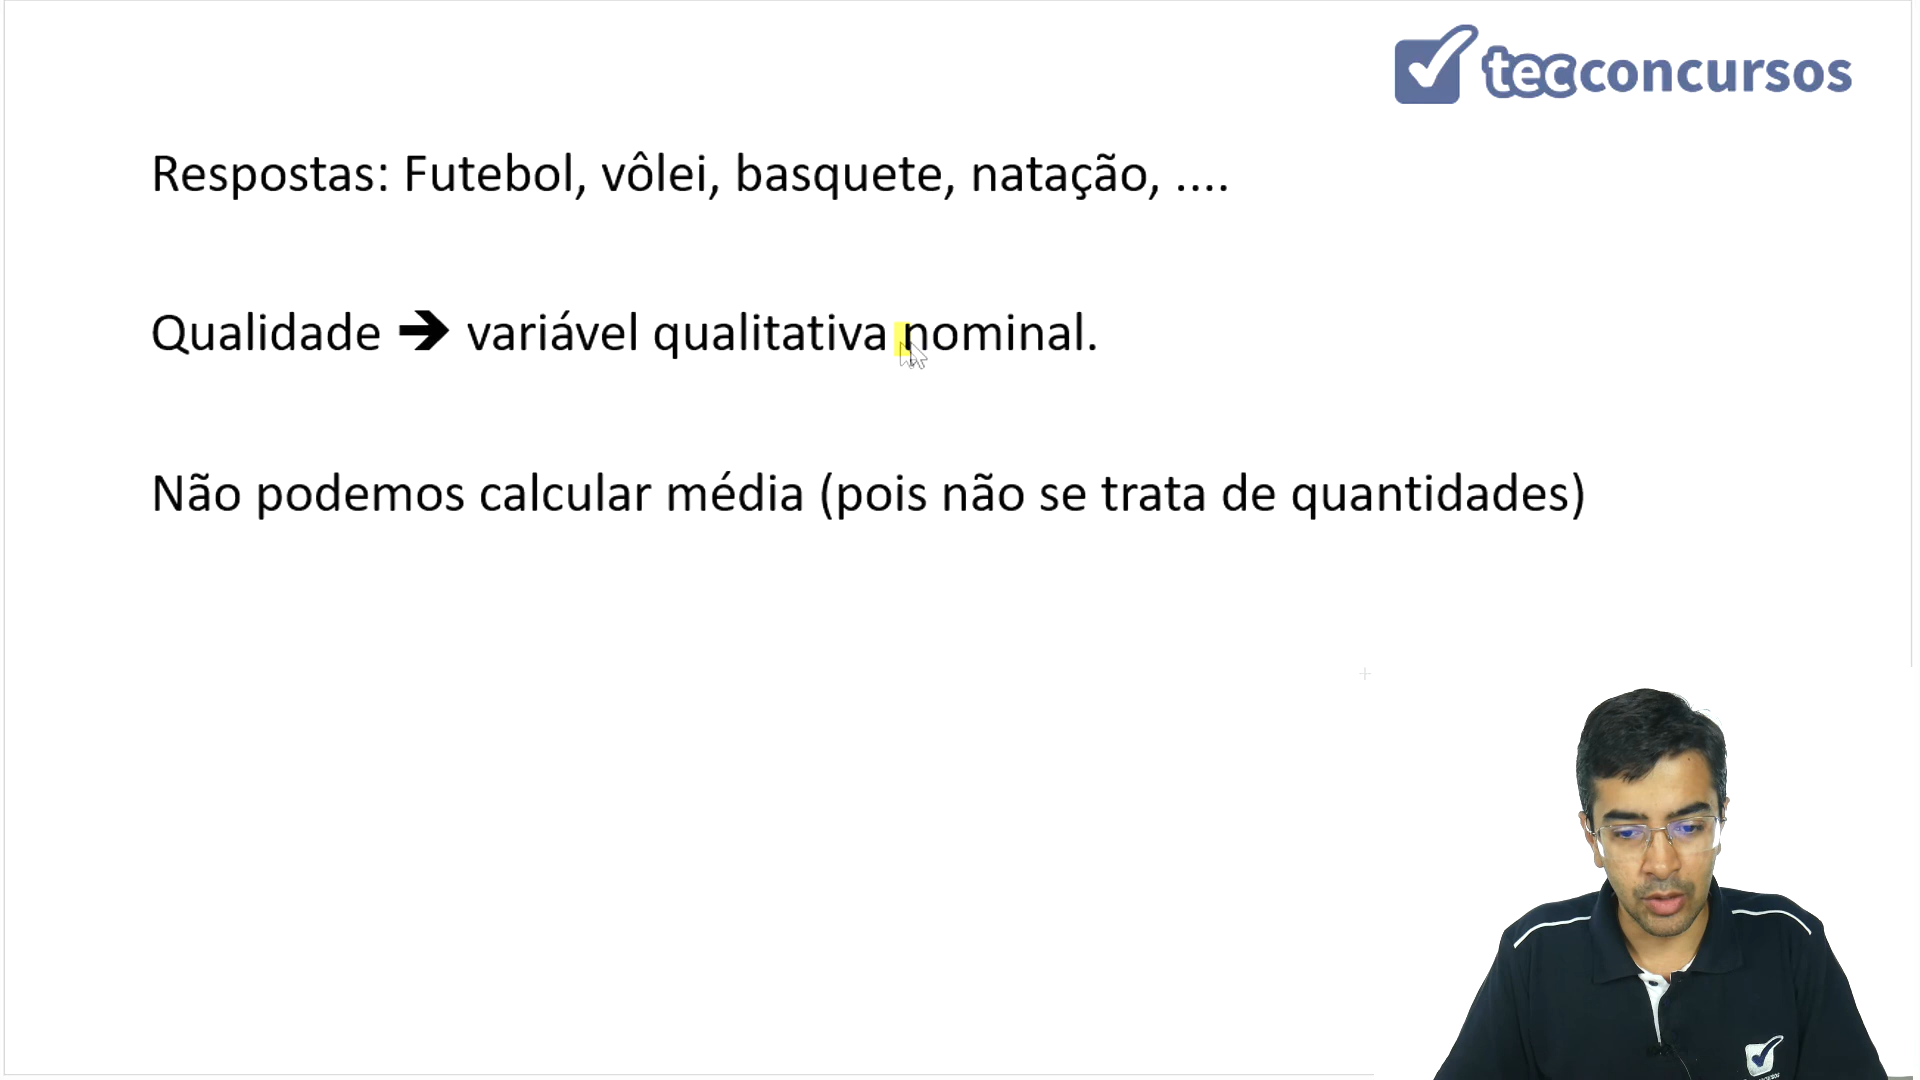 tecconcursos
Respostas: Futebol, vôlei, basquete, natação, ....
Qualidade ➔ variável qualitativa nominal.
Não podemos calcular média (pois não se trata de quantidades)